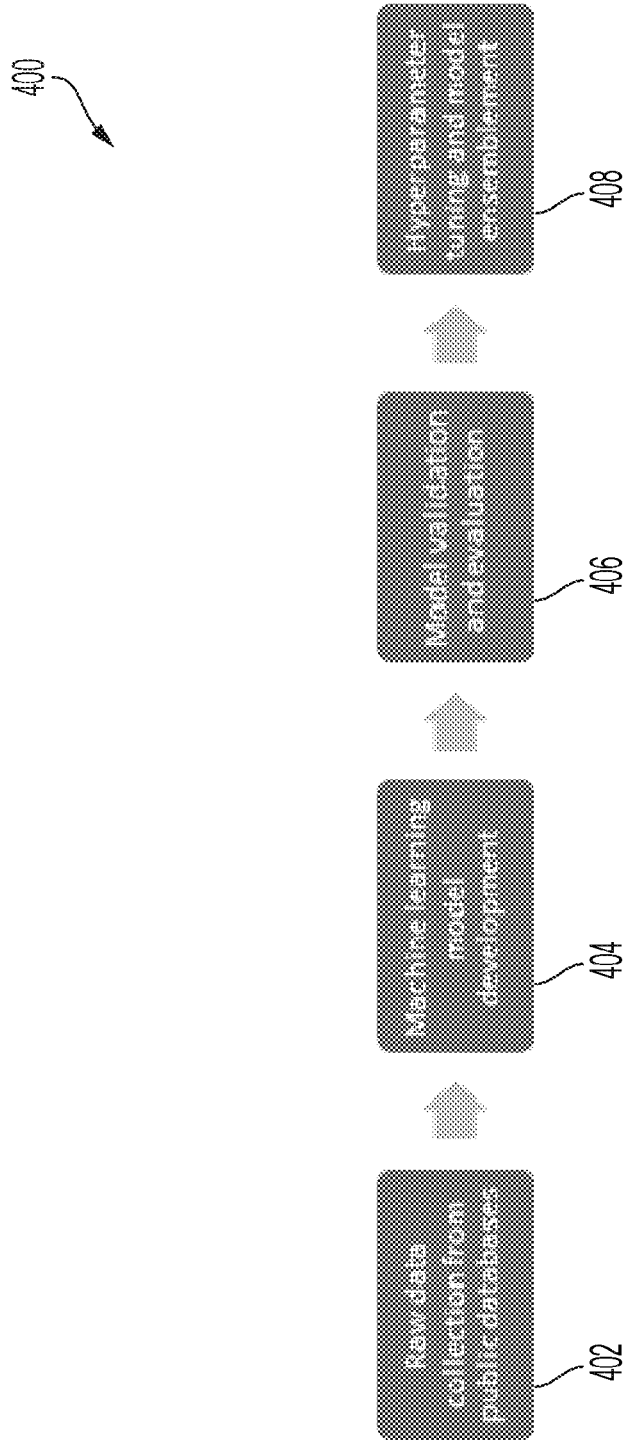 400
Raw data
collection from
public databases
402
Machine learning
model
development
404
Model validation
and evaluation
406
Hyperparameter
tuning and model
ensemblement
408